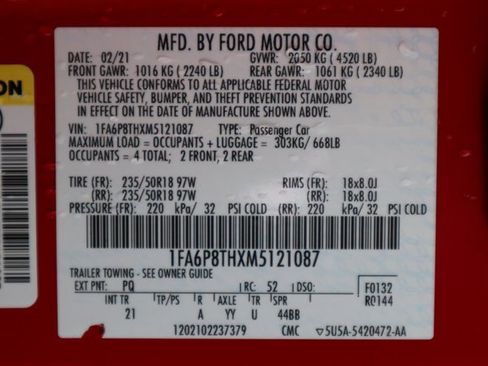 MFD. BY FORD MOTOR CO.
DATE: 02/21 GVWR: 2050 KG ( 4520 LB)
FRONT GAWR: 1016 KG ( 2240 LB) REAR GAWR: 1061 KG ( 2340 LB)
THIS VEHICLE CONFORMS TO ALL APPLICABLE FEDERAL MOTOR
VEHICLE SAFETY, BUMPER, AND THEFT PREVENTION STANDARDS
IN EFFECT ON THE DATE OF MANUFACTURE SHOWN ABOVE.
VIN: 1FA6P8THXM5121087 TYPE: Passenger Car
MAXIMUM LOAD = OCCUPANTS + LUGGAGE = 303KG/ 668LB
OCCUPANTS = 4 TOTAL; 2 FRONT, 2 REAR
TIRE (FR): 235/50R18 97W RIMS (FR): 18x8.0J
(RR): 235/50R18 97W (RR): 18x8.0J
PRESSURE (FR): 220 kPa/ 32 PSI COLD (RR): 220 kPa/ 32 PSI COLD
1FA6P8THXM5121087
TRAILER TOWING - SEE OWNER GUIDE
EXT PNT: PQ RC: 52 DSO: F0132
R0144
INT TR TP/PS R AXLE TR SPR
21 A YY U 44BB
1202102237379 CMC ▽5U5A-5420472-AA